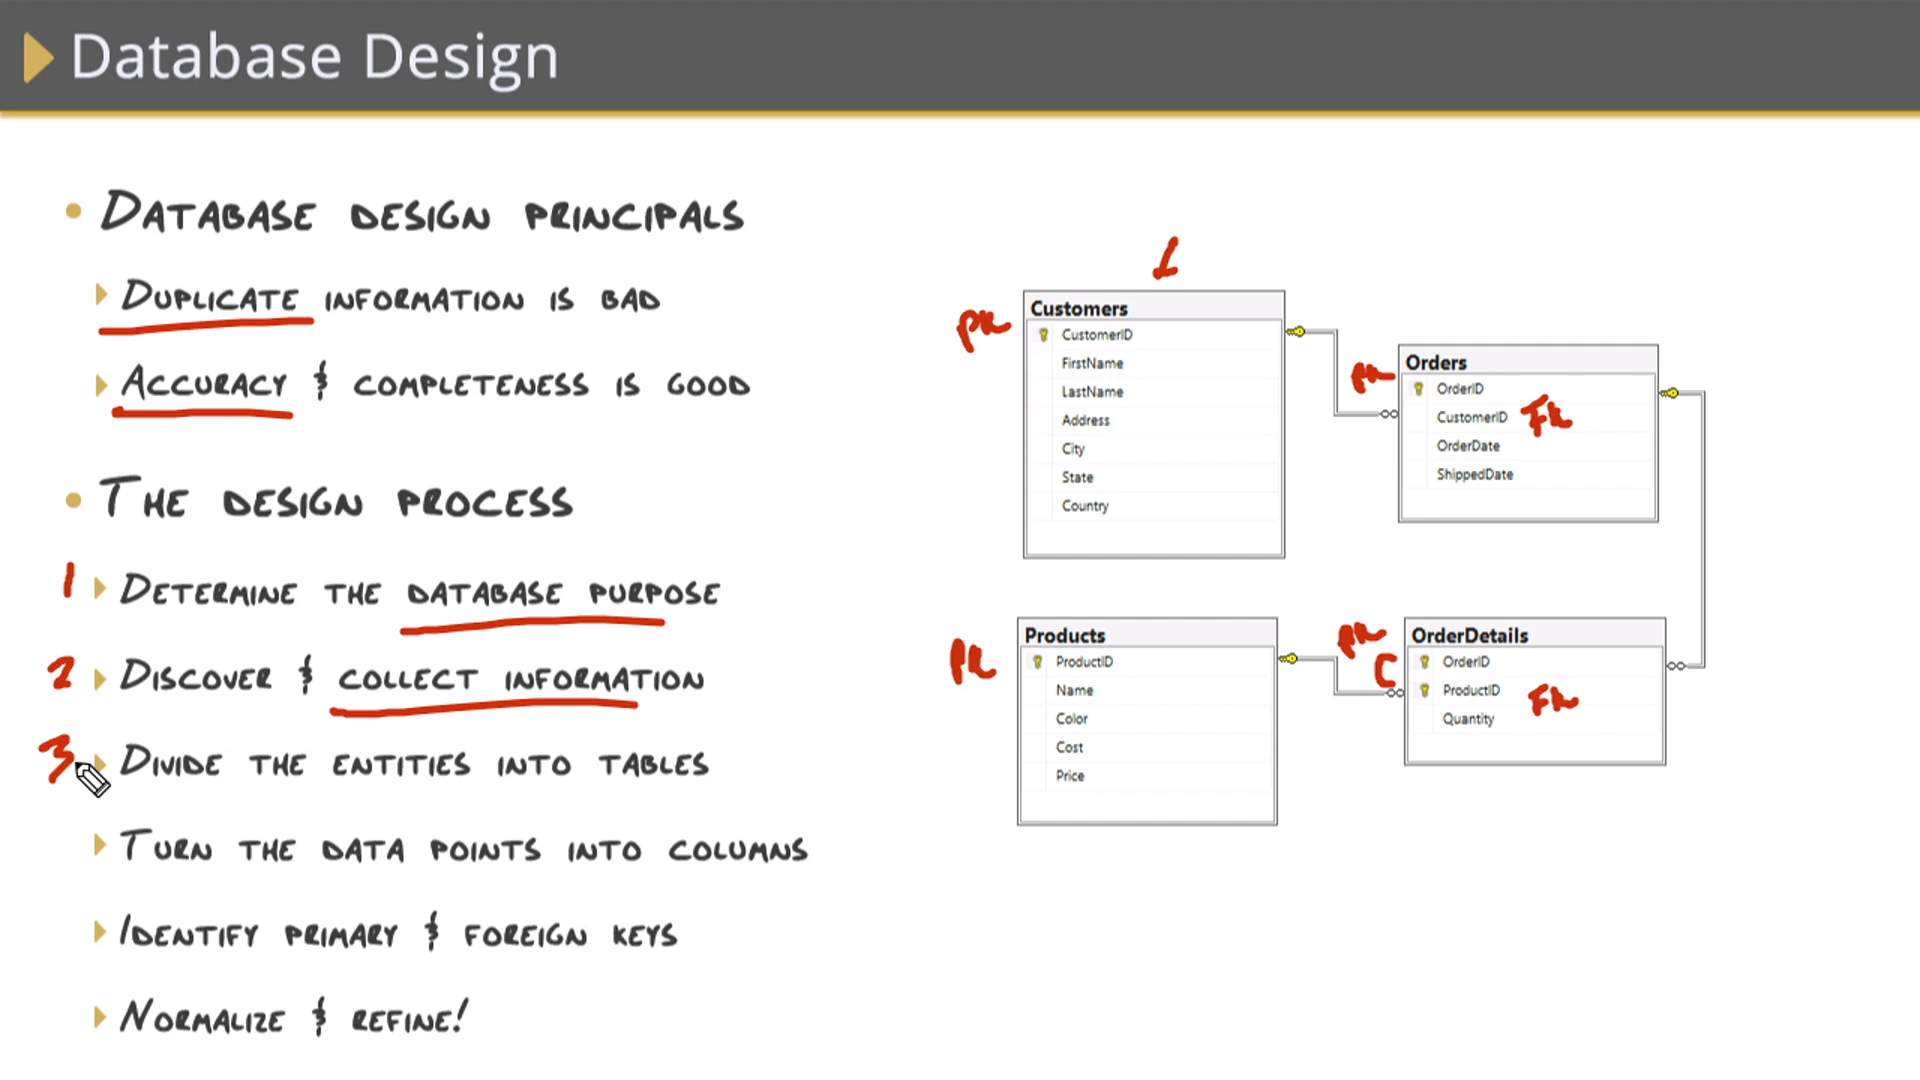 Database Design
DATABASE DESIGN PRINCIPALS
DUPLICATE INFORMATION IS BAD
ACCURACY & COMPLETENESS IS GOOD
THE DESIGN PROCESS
1 DETERMINE THE DATABASE PURPOSE
2 DISCOVER & COLLECT INFORMATION
3 DIVIDE THE ENTITIES INTO TABLES
TURN THE DATA POINTS INTO COLUMNS
IDENTIFY PRIMARY & FOREIGN KEYS
NORMALIZE & REFINE!
Customers
PK CustomerID
FirstName
LastName
Address
City
State
Country
Orders
PK OrderID
CustomerID FK
OrderDate
ShippedDate
Products
PK ProductID
Name
Color
Cost
Price
OrderDetails
PK OrderID
C ProductID FK
Quantity